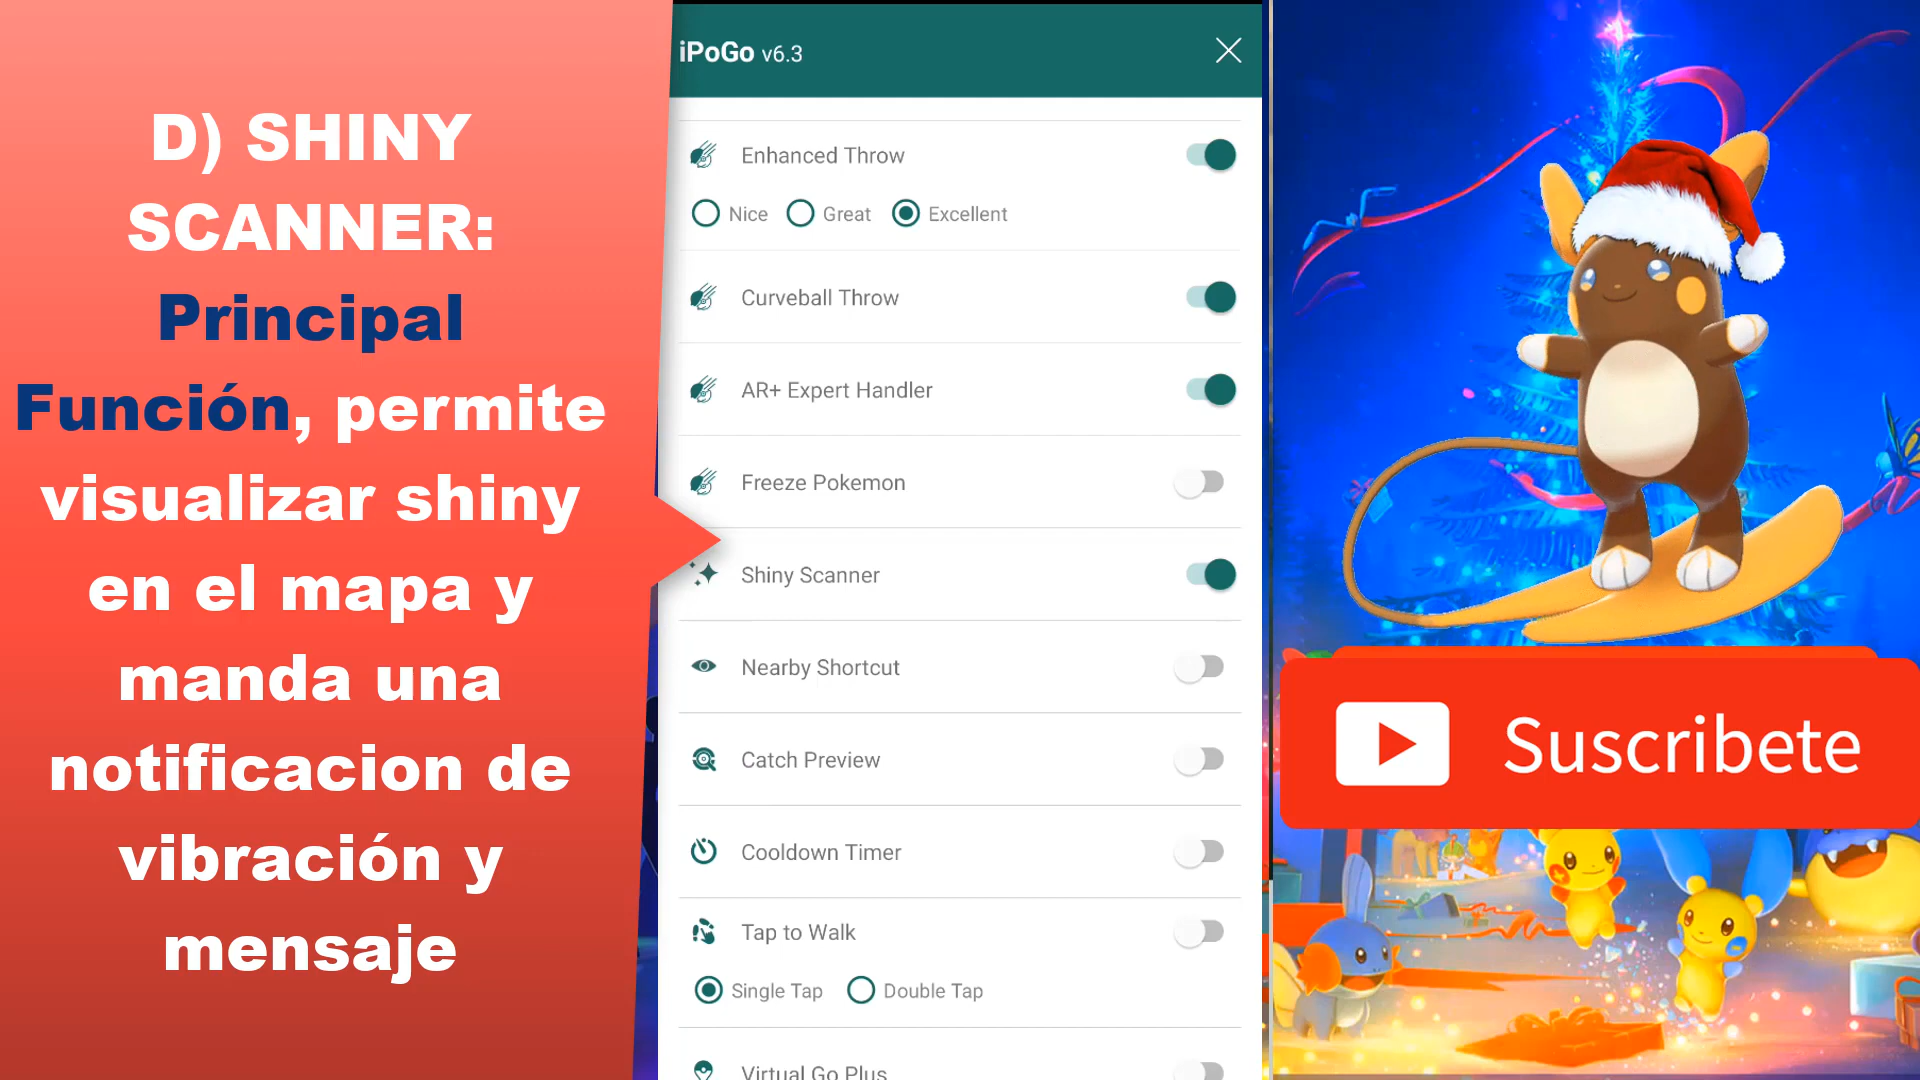 D) SHINY
SCANNER:
Principal
Función, permite
visualizar shiny
en el mapa y
manda una
notificacion de
vibración y
mensaje
iPoGo v6.3
Enhanced Throw
Nice Great Excellent
Curveball Throw
AR+ Expert Handler
Freeze Pokemon
Shiny Scanner
Nearby Shortcut
Catch Preview
Cooldown Timer
Tap to Walk
Single Tap Double Tap
Virtual Go Plus
Suscribete